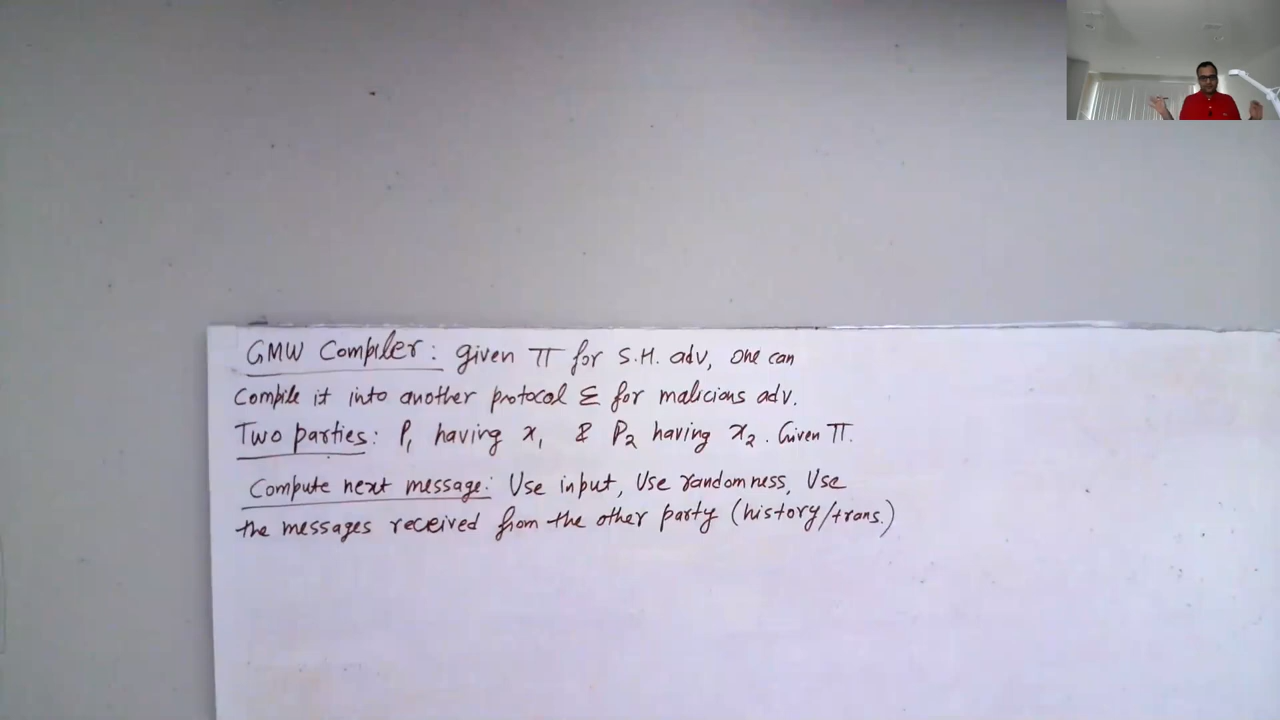 GMW Compiler: given Π for S.H. adv, one can
Compile it into another protocol Σ for malicious adv.
Two parties: P1 having x1 & P2 having x2. Given Π.
Compute next message: Use input, Use randomness, Use
the messages received from the other party (history/trans.)